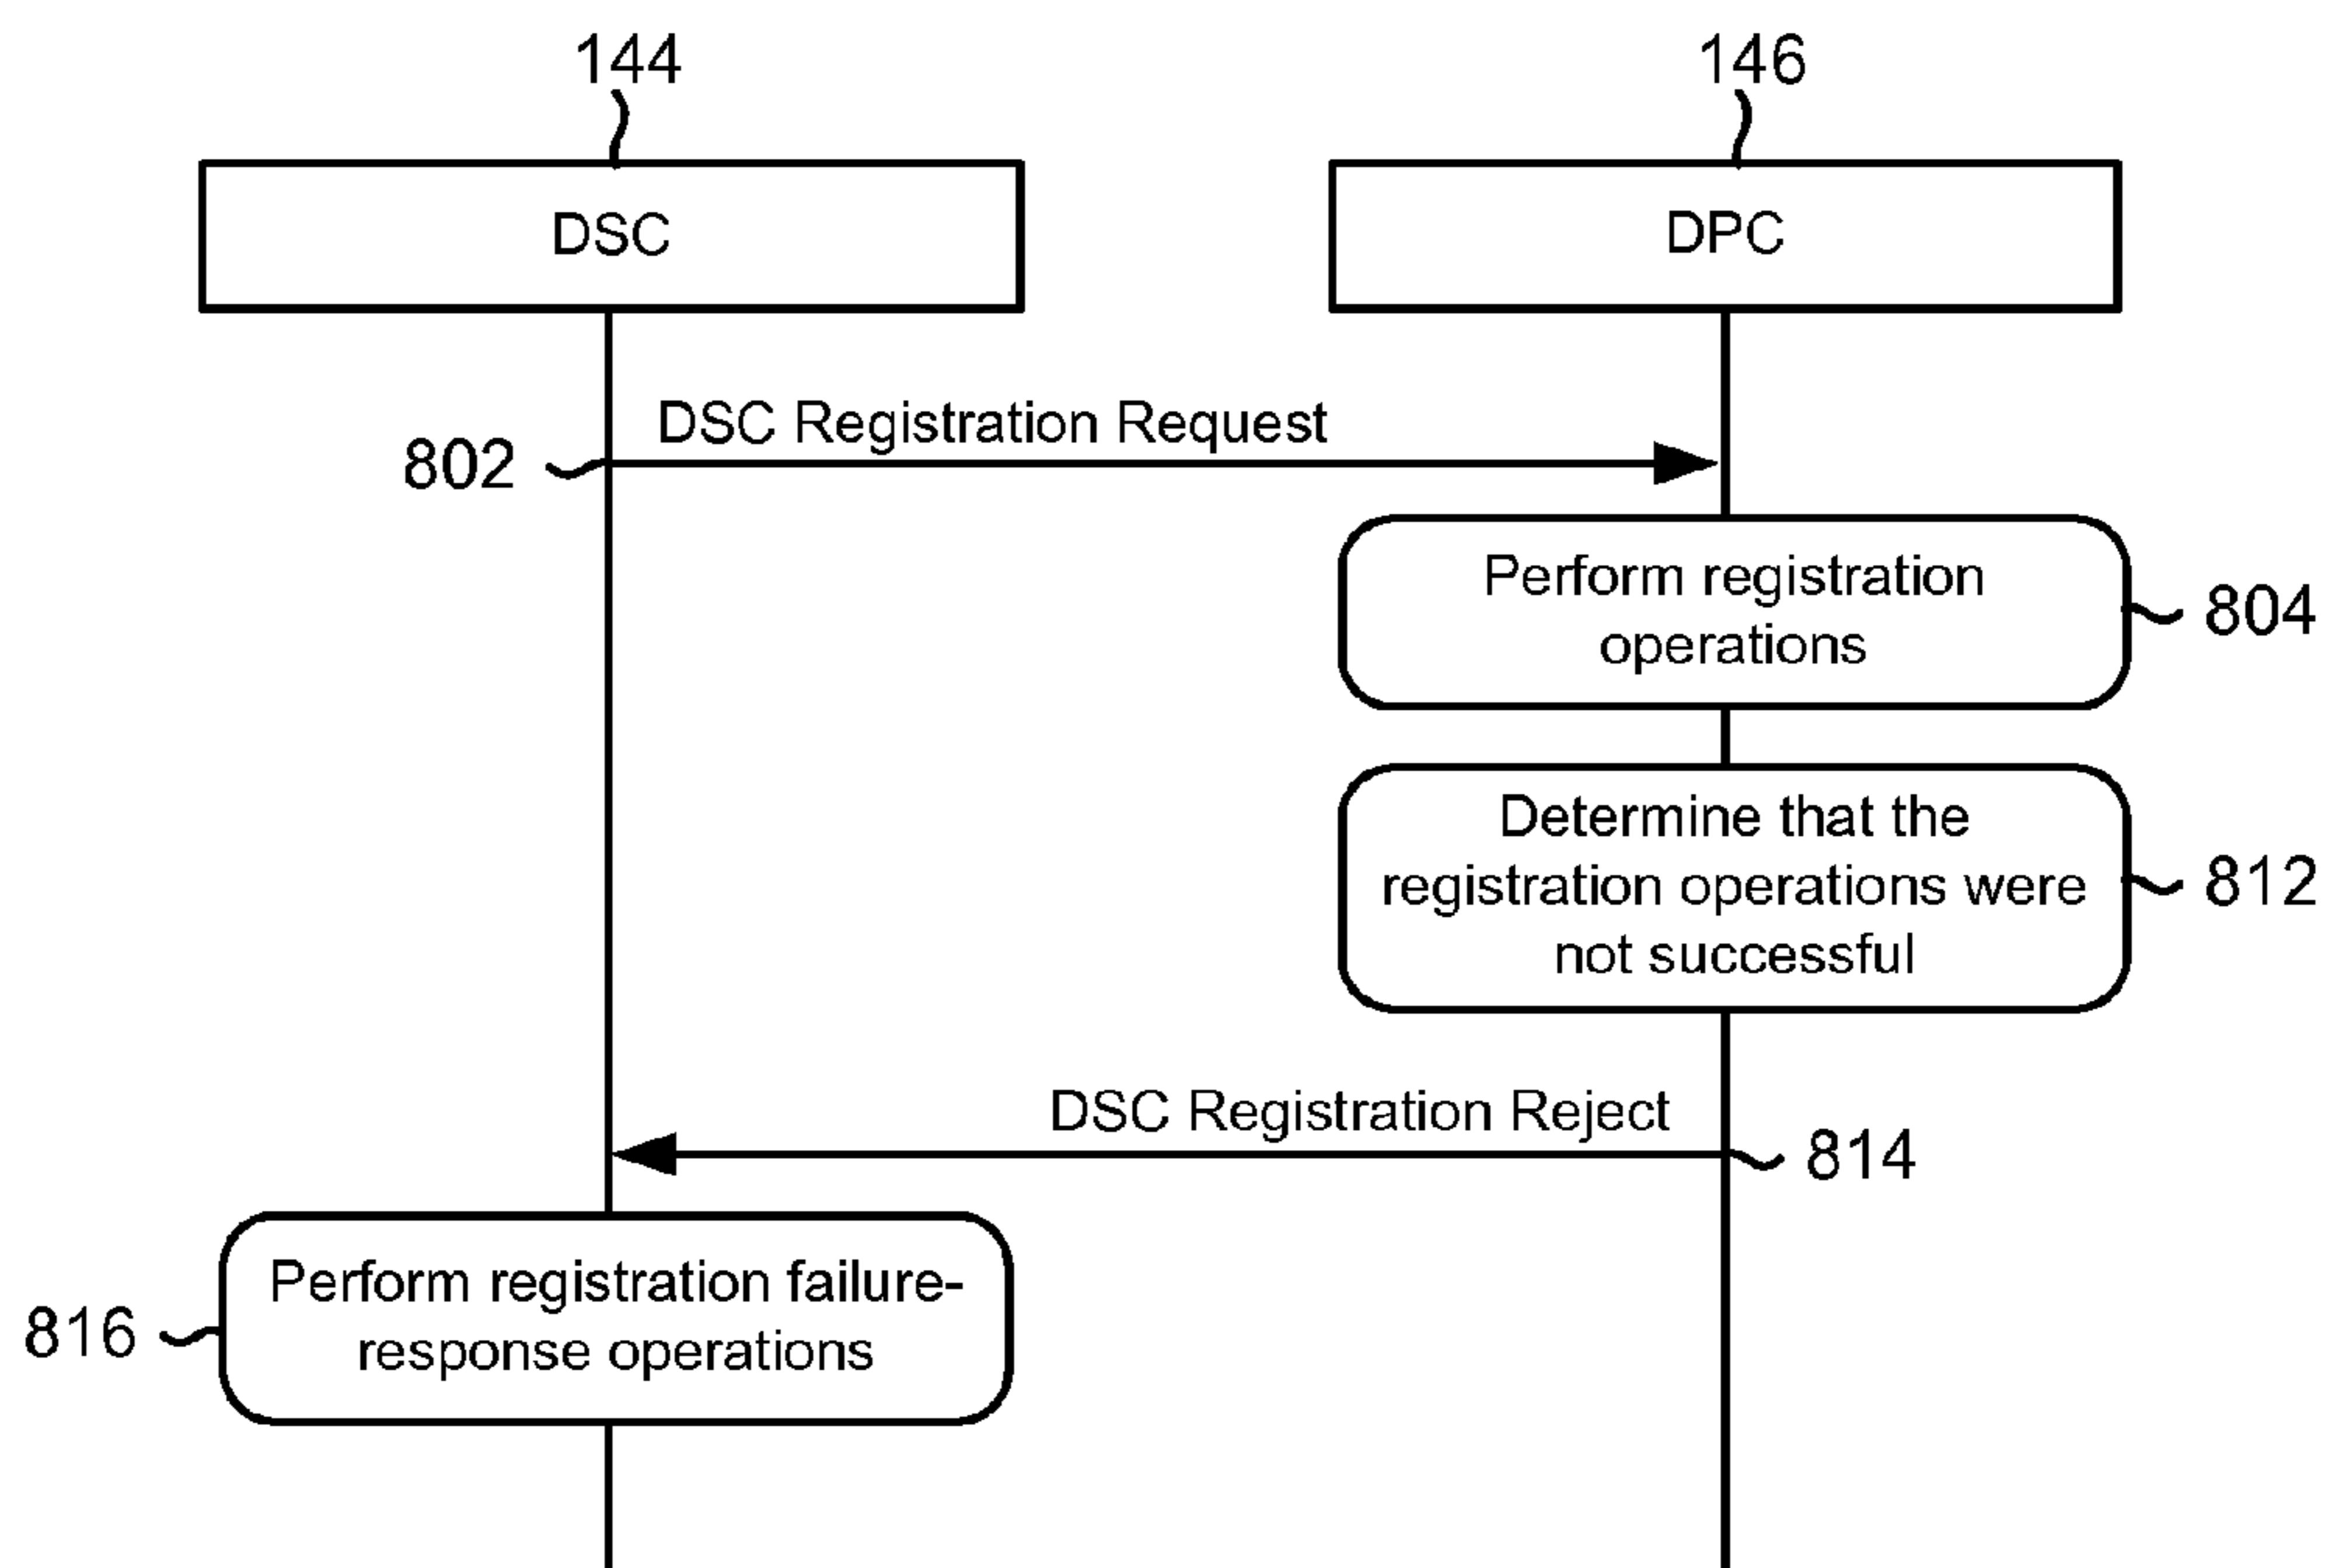 144
146
DSC
DPC
DSC Registration Request
802
Perform registration
operations
804
Determine that the
registration operations were
not successful
812
DSC Registration Reject
814
Perform registration failure-
response operations
816